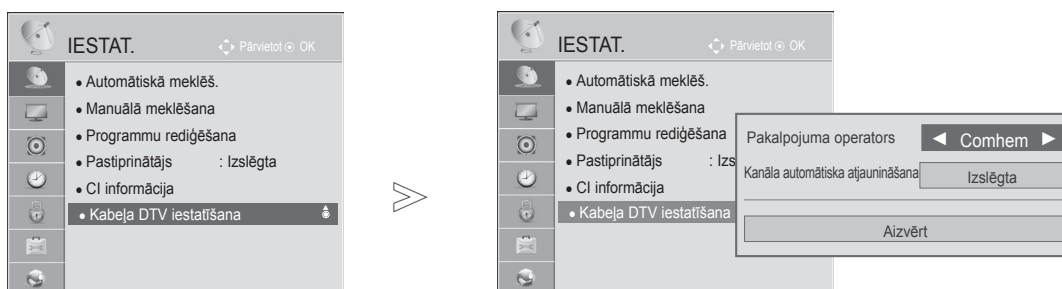 IESTAT.
Pārvietot OK
• Automātiskā meklēš.
• Manuālā meklēšana
• Programmu rediģēšana
• Pastiprinātājs : Izslēgta
• CI informācija
• Kabeļa DTV iestatīšana
IESTAT.
Pārvietot OK
• Automātiskā meklēš.
• Manuālā meklēšana
• Programmu rediģēšana
• Pastiprinātājs : Izs
• CI informācija
• Kabeļa DTV iestatīšana
Pakalpojuma operators ◄ Comhem ►
Kanāla automātiska atjaunināšana Izslēgta
Aizvērt